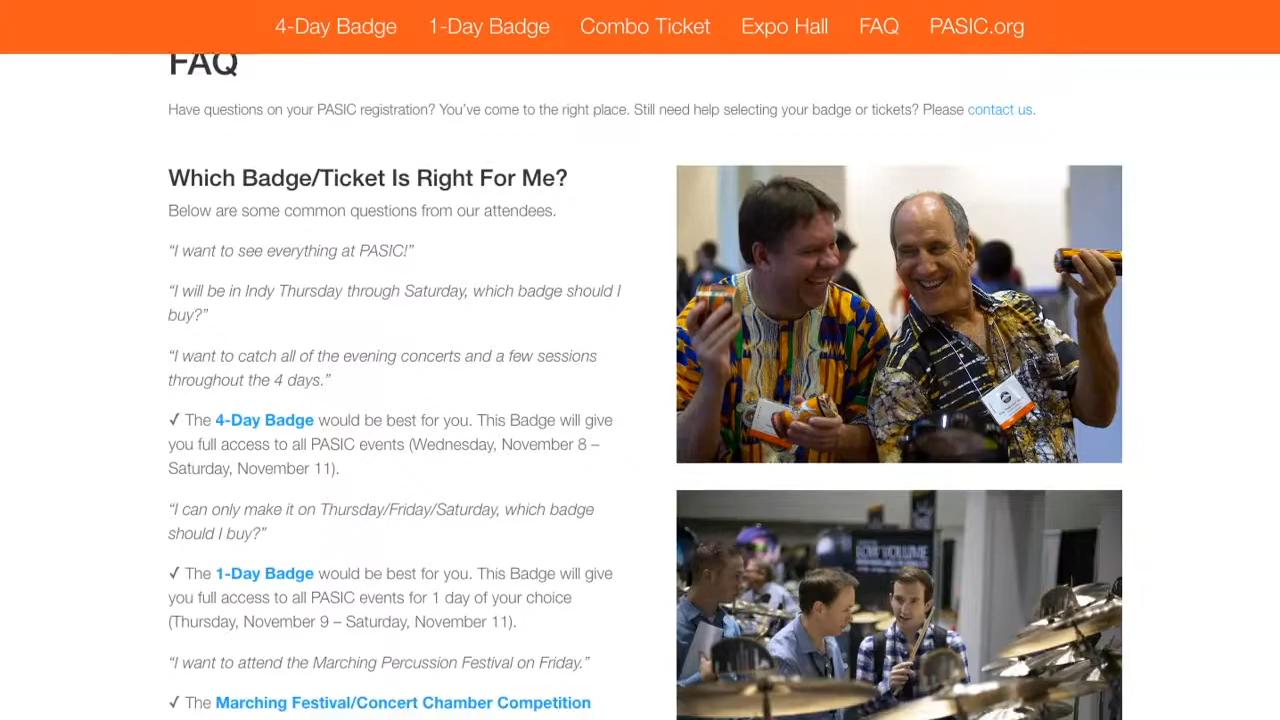 4-Day Badge 1-Day Badge Combo Ticket Expo Hall FAQ PASIC.org
FAQ
Have questions on your PASIC registration? You’ve come to the right place. Still need help selecting your badge or tickets? Please contact us.
Which Badge/Ticket Is Right For Me?
Below are some common questions from our attendees.
“I want to see everything at PASIC!”
“I will be in Indy Thursday through Saturday, which badge should I
buy?”
“I want to catch all of the evening concerts and a few sessions
throughout the 4 days.”
✓ The 4-Day Badge would be best for you. This Badge will give
you full access to all PASIC events (Wednesday, November 8 –
Saturday, November 11).
“I can only make it on Thursday/Friday/Saturday, which badge
should I buy?”
✓ The 1-Day Badge would be best for you. This Badge will give
you full access to all PASIC events for 1 day of your choice
(Thursday, November 9 – Saturday, November 11).
“I want to attend the Marching Percussion Festival on Friday.”
✓ The Marching Festival/Concert Chamber Competition
LOW VOLUME